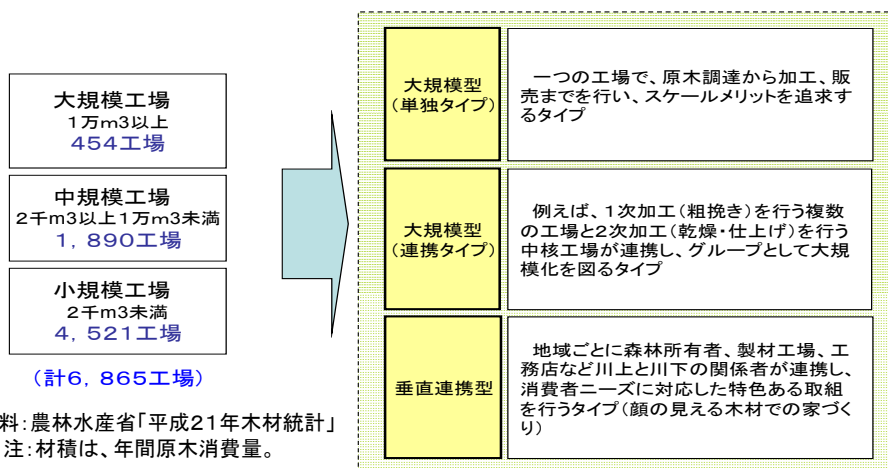 大規模工場
1万m3以上
454工場
中規模工場
2千m3以上1万m3未満
1,890工場
小規模工場
2千m3未満
4,521工場
(計6,865工場)
料:農林水産省「平成21年木材統計」
注:材積は、年間原木消費量。
大規模型
(単独タイプ)
一つの工場で、原木調達から加工、販
売までを行い、スケールメリットを追求す
るタイプ
大規模型
(連携タイプ)
例えば、1次加工(粗挽き)を行う複数
の工場と2次加工(乾燥・仕上げ)を行う
中核工場が連携し、グループとして大規
模化を図るタイプ
垂直連携型
地域ごとに森林所有者、製材工場、工
務店など川上と川下の関係者が連携し、
消費者ニーズに対応した特色ある取組
を行うタイプ(顔の見える木材での家づく
り)